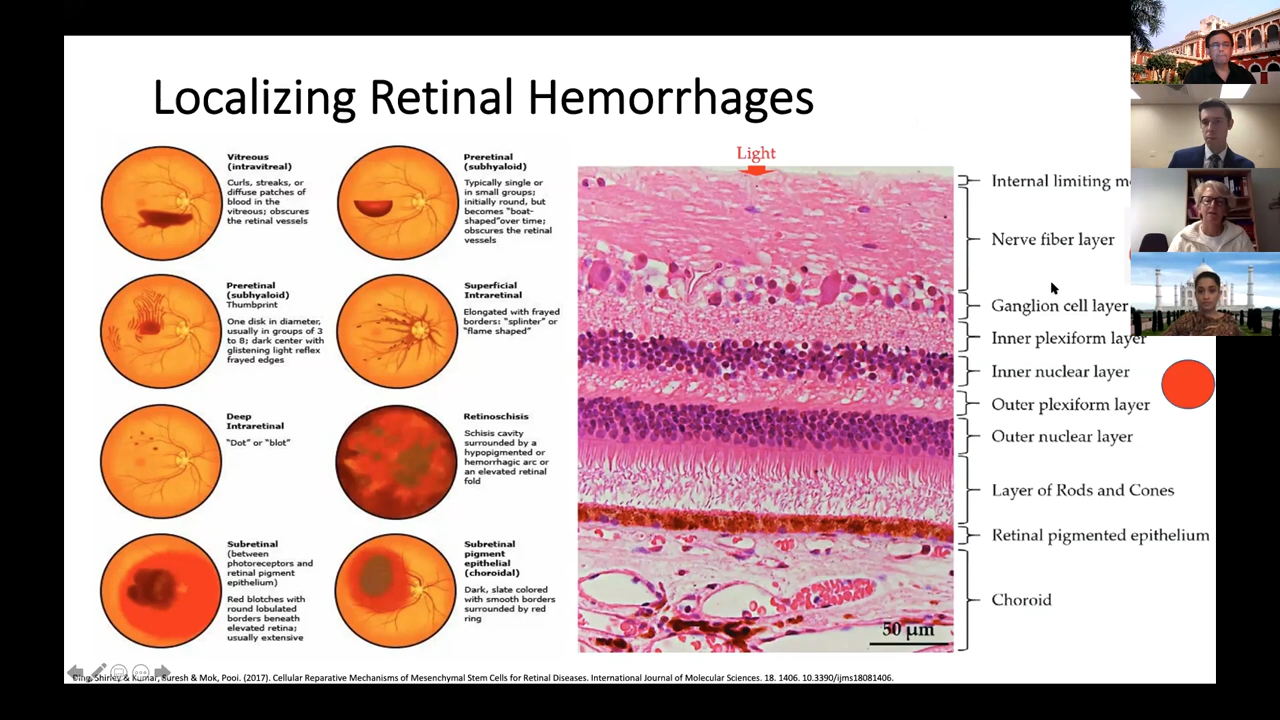 Localizing Retinal Hemorrhages
Vitreous
(intravitreal)
Curls, streaks, or
diffuse patches of
blood in the
vitreous; obscures
the retinal vessels
Preretinal
(subhyaloid)
Typically single or
in small groups;
initially round, but
becomes "boat-
shaped"over time;
obscures the retinal
vessels
Preretinal
(subhyaloid)
Thumbprint
One disk in diameter,
usually in groups of 3
to 8; dark center with
glistening light reflex
frayed edges
Superficial
Intraretinal
Elongated with frayed
borders: "splinter" or
"flame shaped"
Deep
Intraretinal
"Dot" or "blot"
Retinoschisis
Schisis cavity
surrounded by a
hypopigmented or
hemorrhagic arc or
an elevated retinal
fold
Subretinal
(between
photoreceptors and
retinal pigment
epithelium)
Red blotches with
round lobulated
borders beneath
elevated retina;
usually extensive
Subretinal
pigment
epithelial
(choroidal)
Dark, slate colored
with smooth borders
surrounded by red
ring
Light
Internal limiting
Nerve fiber layer
Ganglion cell layer
Inner plexiform layer
Inner nuclear layer
Outer plexiform layer
Outer nuclear layer
Layer of Rods and Cones
Retinal pigmented epithelium
Choroid
50 µm
Shirley & Kumar, Suresh & Mok, Pooi. (2017). Cellular Reparative Mechanisms of Mesenchymal Stem Cells for Retinal Diseases. International Journal of Molecular Sciences. 18. 1406. 10.3390/ijms18081406.